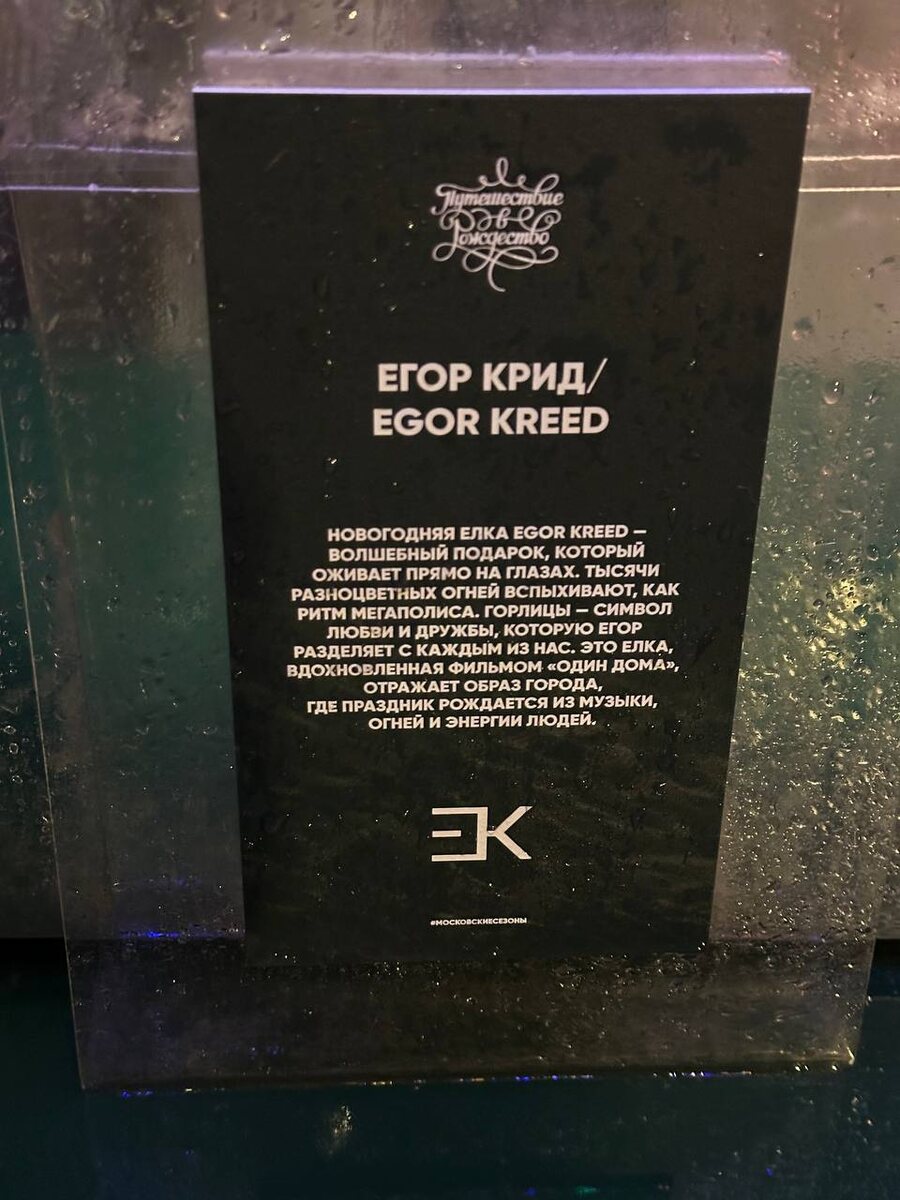 Путешествие
в
Рождество
ЕГОР КРИД/
EGOR KREED
НОВОГОДНЯЯ ЕЛКА EGOR KREED —
ВОЛШЕБНЫЙ ПОДАРОК, КОТОРЫЙ
ОЖИВАЕТ ПРЯМО НА ГЛАЗАХ. ТЫСЯЧИ
РАЗНОЦВЕТНЫХ ОГНЕЙ ВСПЫХИВАЮТ, КАК
РИТМ МЕГАПОЛИСА. ГОРЛИЦЫ — СИМВОЛ
ЛЮБВИ И ДРУЖБЫ, КОТОРУЮ ЕГОР
РАЗДЕЛЯЕТ С КАЖДЫМ ИЗ НАС. ЭТО ЕЛКА,
ВДОХНОВЛЕННАЯ ФИЛЬМОМ «ОДИН ДОМА»,
ОТРАЖАЕТ ОБРАЗ ГОРОДА,
ГДЕ ПРАЗДНИК РОЖДАЕТСЯ ИЗ МУЗЫКИ,
ОГНЕЙ И ЭНЕРГИИ ЛЮДЕЙ.
EK
#МОСКОВСКИЕСЕЗОНЫ